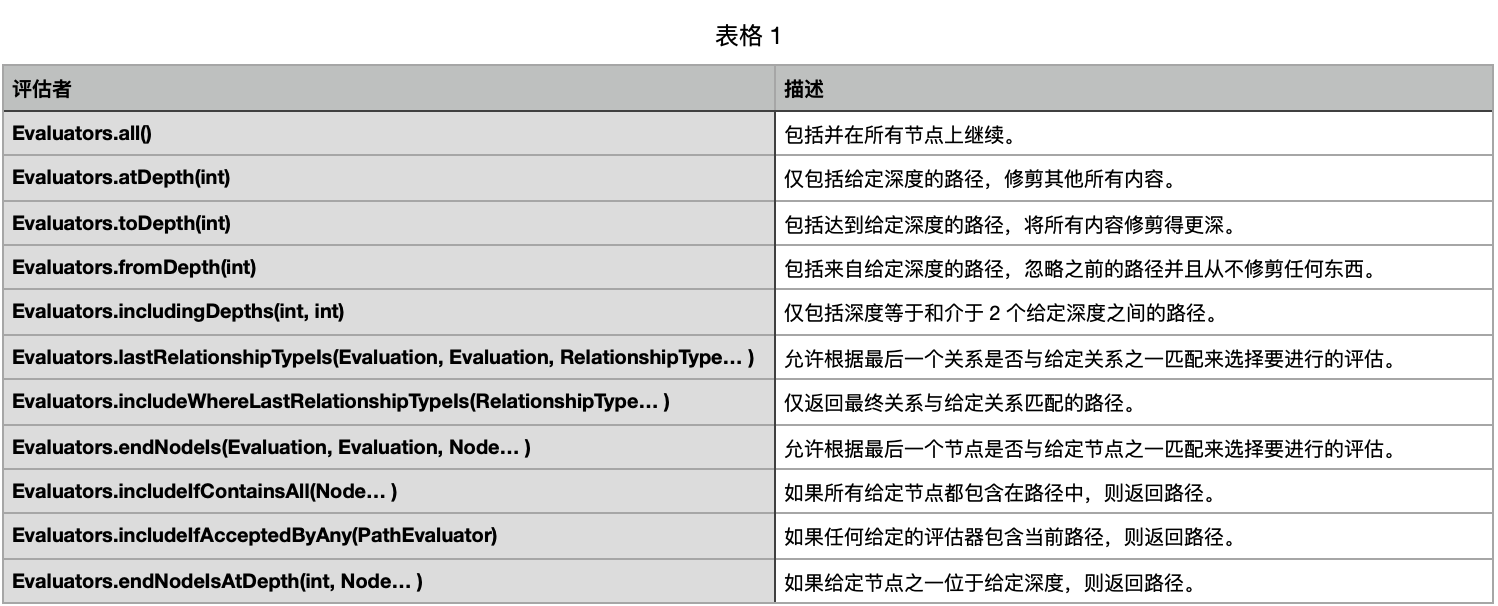 表格 1
评估者 描述
Evaluators.all() 包括并在所有节点上继续。
Evaluators.atDepth(int) 仅包括给定深度的路径，修剪其他所有内容。
Evaluators.toDepth(int) 包括达到给定深度的路径，将所有内容修剪得更深。
Evaluators.fromDepth(int) 包括来自给定深度的路径，忽略之前的路径并且从不修剪任何东西。
Evaluators.includingDepths(int, int) 仅包括深度等于和介于 2 个给定深度之间的路径。
Evaluators.lastRelationshipTypeIs(Evaluation, Evaluation, RelationshipType… ) 允许根据最后一个关系是否与给定关系之一匹配来选择要进行的评估。
Evaluators.includeWhereLastRelationshipTypeIs(RelationshipType… ) 仅返回最终关系与给定关系匹配的路径。
Evaluators.endNodeIs(Evaluation, Evaluation, Node… ) 允许根据最后一个节点是否与给定节点之一匹配来选择要进行的评估。
Evaluators.includeIfContainsAll(Node… ) 如果所有给定节点都包含在路径中，则返回路径。
Evaluators.includeIfAcceptedByAny(PathEvaluator) 如果任何给定的评估器包含当前路径，则返回路径。
Evaluators.endNodeIsAtDepth(int, Node… ) 如果给定节点之一位于给定深度，则返回路径。